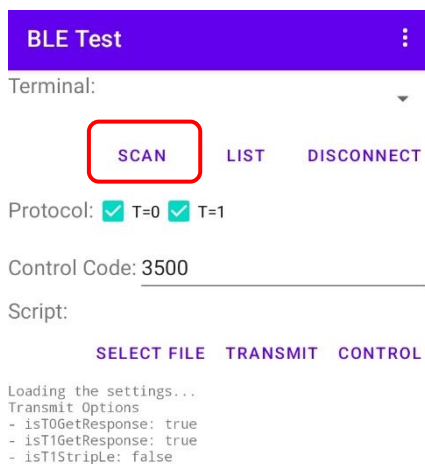 BLE Test
Terminal:
SCAN LIST DISCONNECT
Protocol: T=0 T=1
Control Code: 3500
Script:
SELECT FILE TRANSMIT CONTROL
Loading the settings...
Transmit Options
- isT0GetResponse: true
- isT1GetResponse: true
- isT1StripLe: false